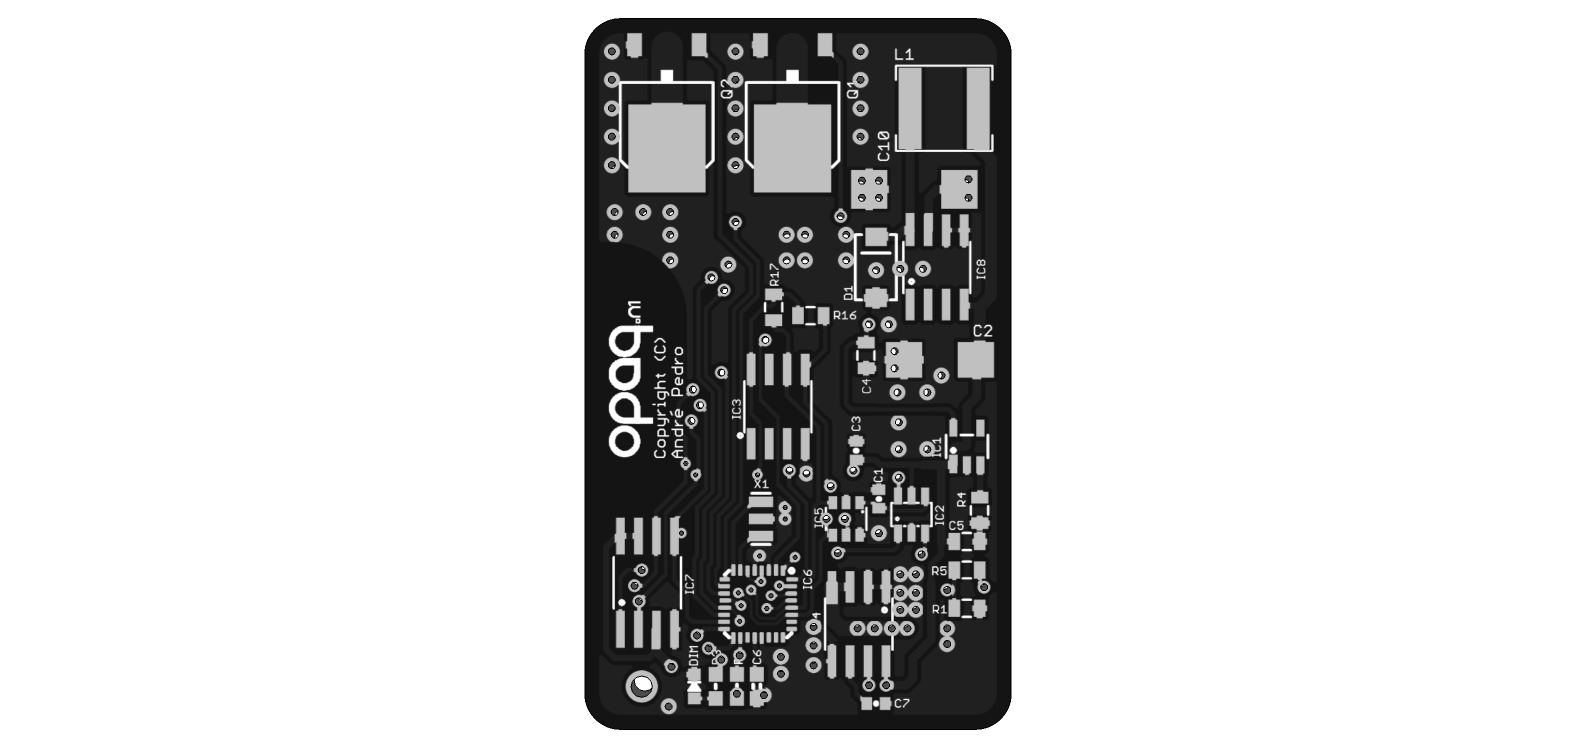 L1
Q2
Q1
C10
IC8
R17
D1
R16
C2
C4
opaq.nl
Copyright (C)
André Pedro
IC3
C3
IC1
X1
C1
R4
IC5
IC2
C5
IC7
IC6
R5
R1
DIM
C6
C7